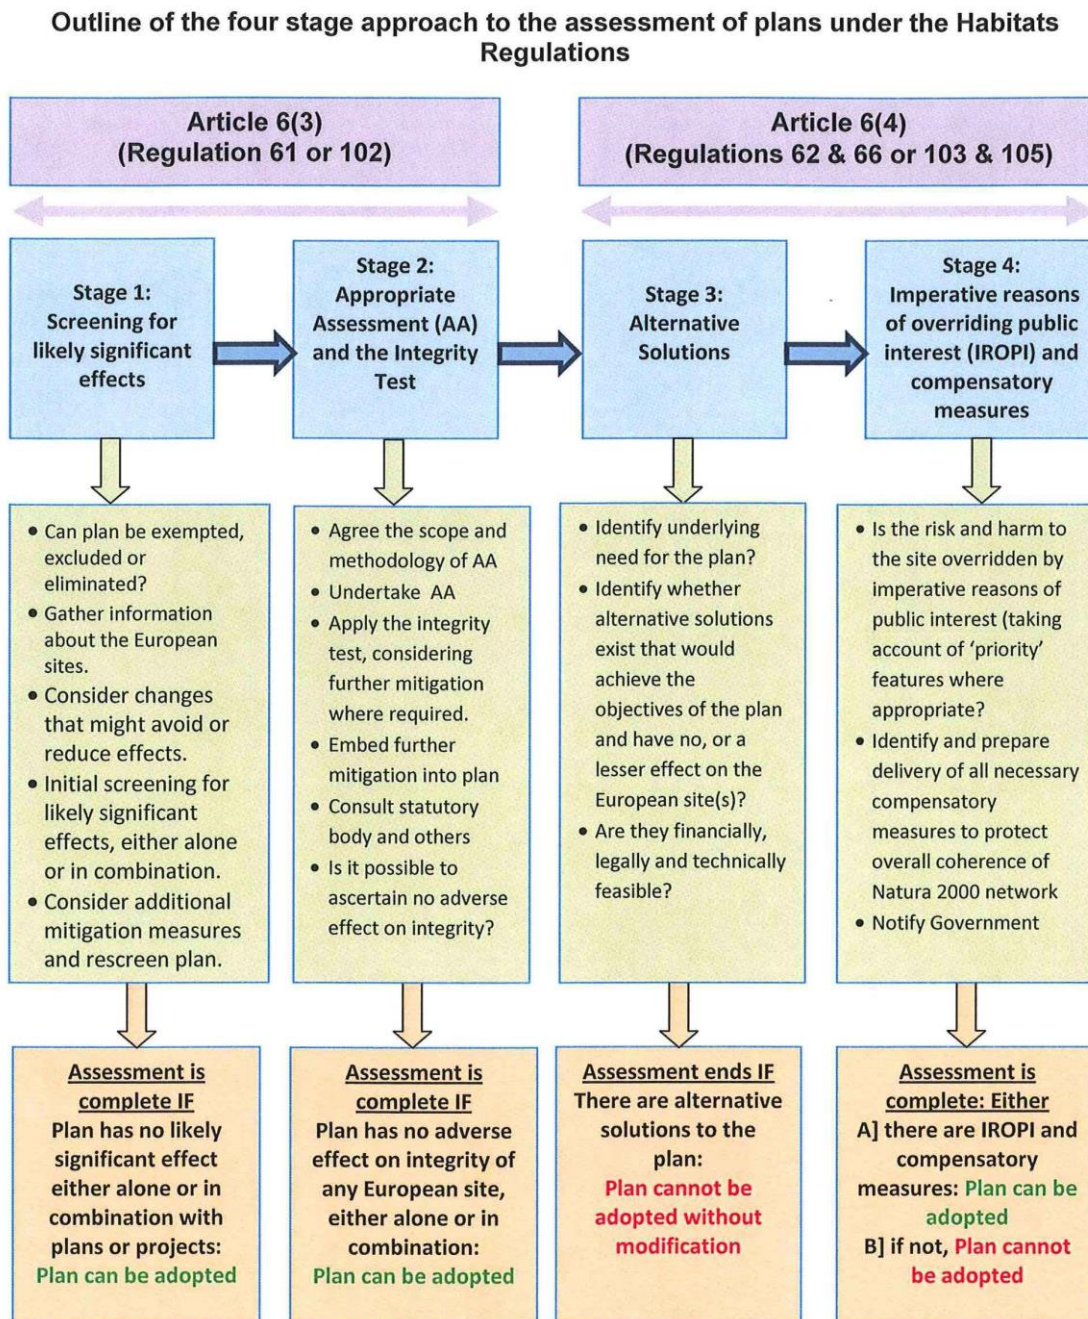 Outline of the four stage approach to the assessment of plans under the Habitats
Regulations
Article 6(3)
(Regulation 61 or 102)
Article 6(4)
(Regulations 62 & 66 or 103 & 105)
Stage 1:
Screening for
likely significant
effects
Stage 2:
Appropriate
Assessment (AA)
and the Integrity
Test
Stage 3:
Alternative
Solutions
Stage 4:
Imperative reasons
of overriding public
interest (IROPI) and
compensatory
measures
• Can plan be exempted,
excluded or
eliminated?
• Gather information
about the European
sites.
• Consider changes
that might avoid or
reduce effects.
• Initial screening for
likely significant
effects, either alone
or in combination.
• Consider additional
mitigation measures
and rescreen plan.
• Agree the scope and
methodology of AA
• Undertake AA
• Apply the integrity
test, considering
further mitigation
where required.
• Embed further
mitigation into plan
• Consult statutory
body and others
• Is it possible to
ascertain no adverse
effect on integrity?
• Identify underlying
need for the plan?
• Identify whether
alternative solutions
exist that would
achieve the
objectives of the plan
and have no, or a
lesser effect on the
European site(s)?
• Are they financially,
legally and technically
feasible?
• Is the risk and harm to
the site overridden by
imperative reasons of
public interest (taking
account of ‘priority’
features where
appropriate?
• Identify and prepare
delivery of all necessary
compensatory
measures to protect
overall coherence of
Natura 2000 network
• Notify Government
Assessment is
complete IF
Plan has no likely
significant effect
either alone or in
combination with
plans or projects:
Plan can be adopted
Assessment is
complete IF
Plan has no adverse
effect on integrity of
any European site,
either alone or in
combination:
Plan can be adopted
Assessment ends IF
There are alternative
solutions to the
plan:
Plan cannot be
adopted without
modification
Assessment is
complete: Either
A] there are IROPI and
compensatory
measures: Plan can be
adopted
B] if not, Plan cannot
be adopted